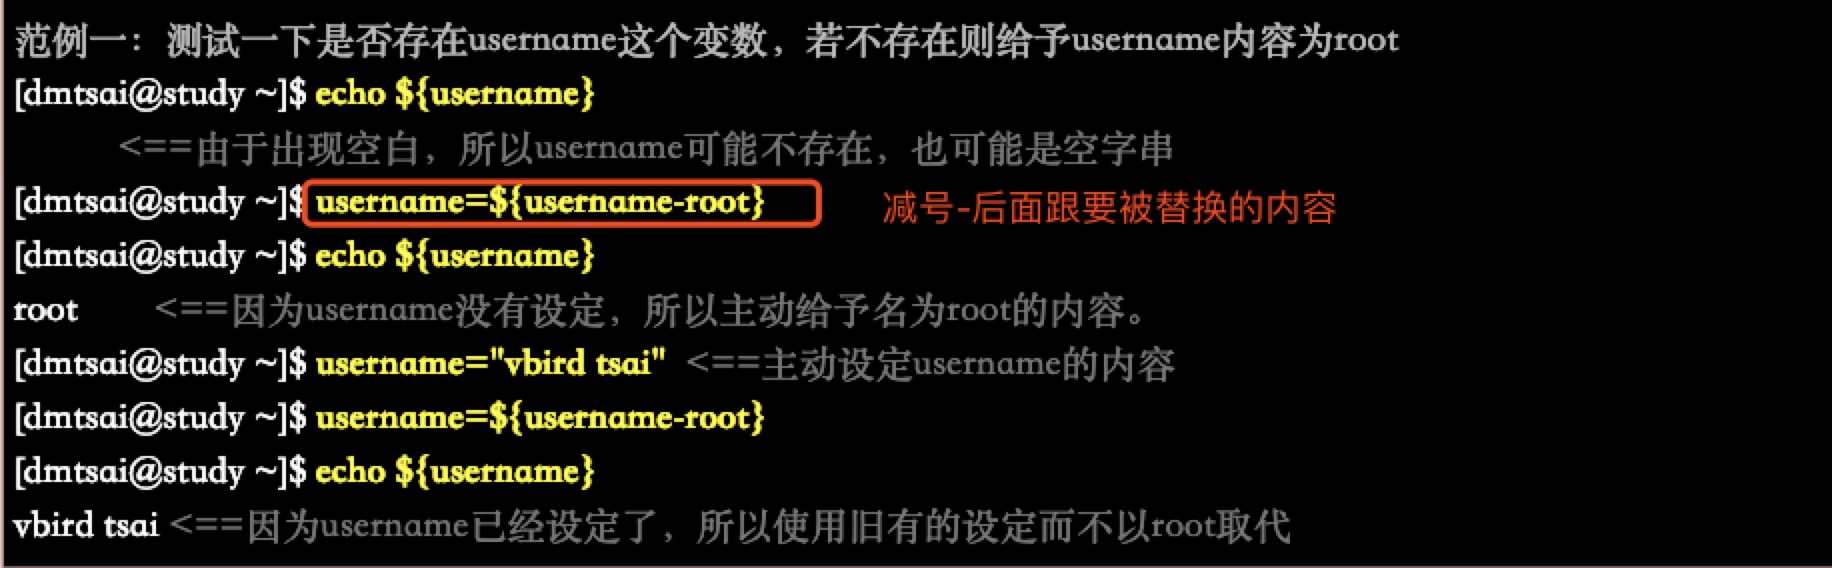 范例一：测试一下是否存在username这个变数，若不存在则给予username内容为root
[dmtsai@study ~]$ echo ${username}
<==由于出现空白，所以username可能不存在，也可能是空字串
[dmtsai@study ~]$ username=${username-root} 减号-后面跟要被替换的内容
[dmtsai@study ~]$ echo ${username}
root <==因为username没有设定，所以主动给予名为root的内容。
[dmtsai@study ~]$ username="vbird tsai" <==主动设定username的内容
[dmtsai@study ~]$ username=${username-root}
[dmtsai@study ~]$ echo ${username}
vbird tsai <==因为username已经设定了，所以使用旧有的设定而不以root取代